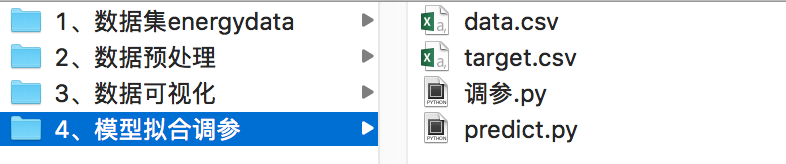 1、数据集energydata
2、数据预处理
3、数据可视化
4、模型拟合调参
data.csv
target.csv
调参.py
predict.py